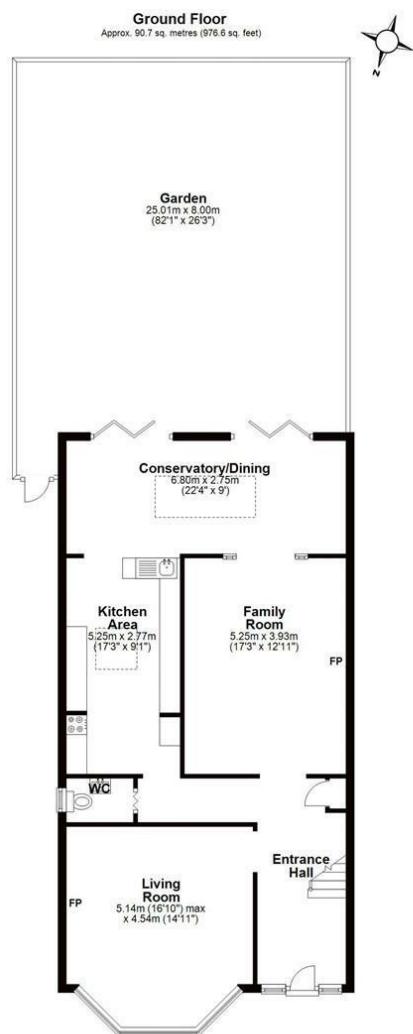 Ground Floor
Approx. 90.7 sq. metres (976.6 sq. feet)
N
Garden
25.01m x 8.00m
(82'1" x 26'3")
Conservatory/Dining
6.80m x 2.75m
(22'4" x 9')
Kitchen
Area
5.25m x 2.77m
(17'3" x 9'1")
Family
Room
5.25m x 3.93m
(17'3" x 12'11")
FP
WC
Entrance
Hall
Living
Room
5.14m (16'10") max
x 4.54m (14'11")
FP